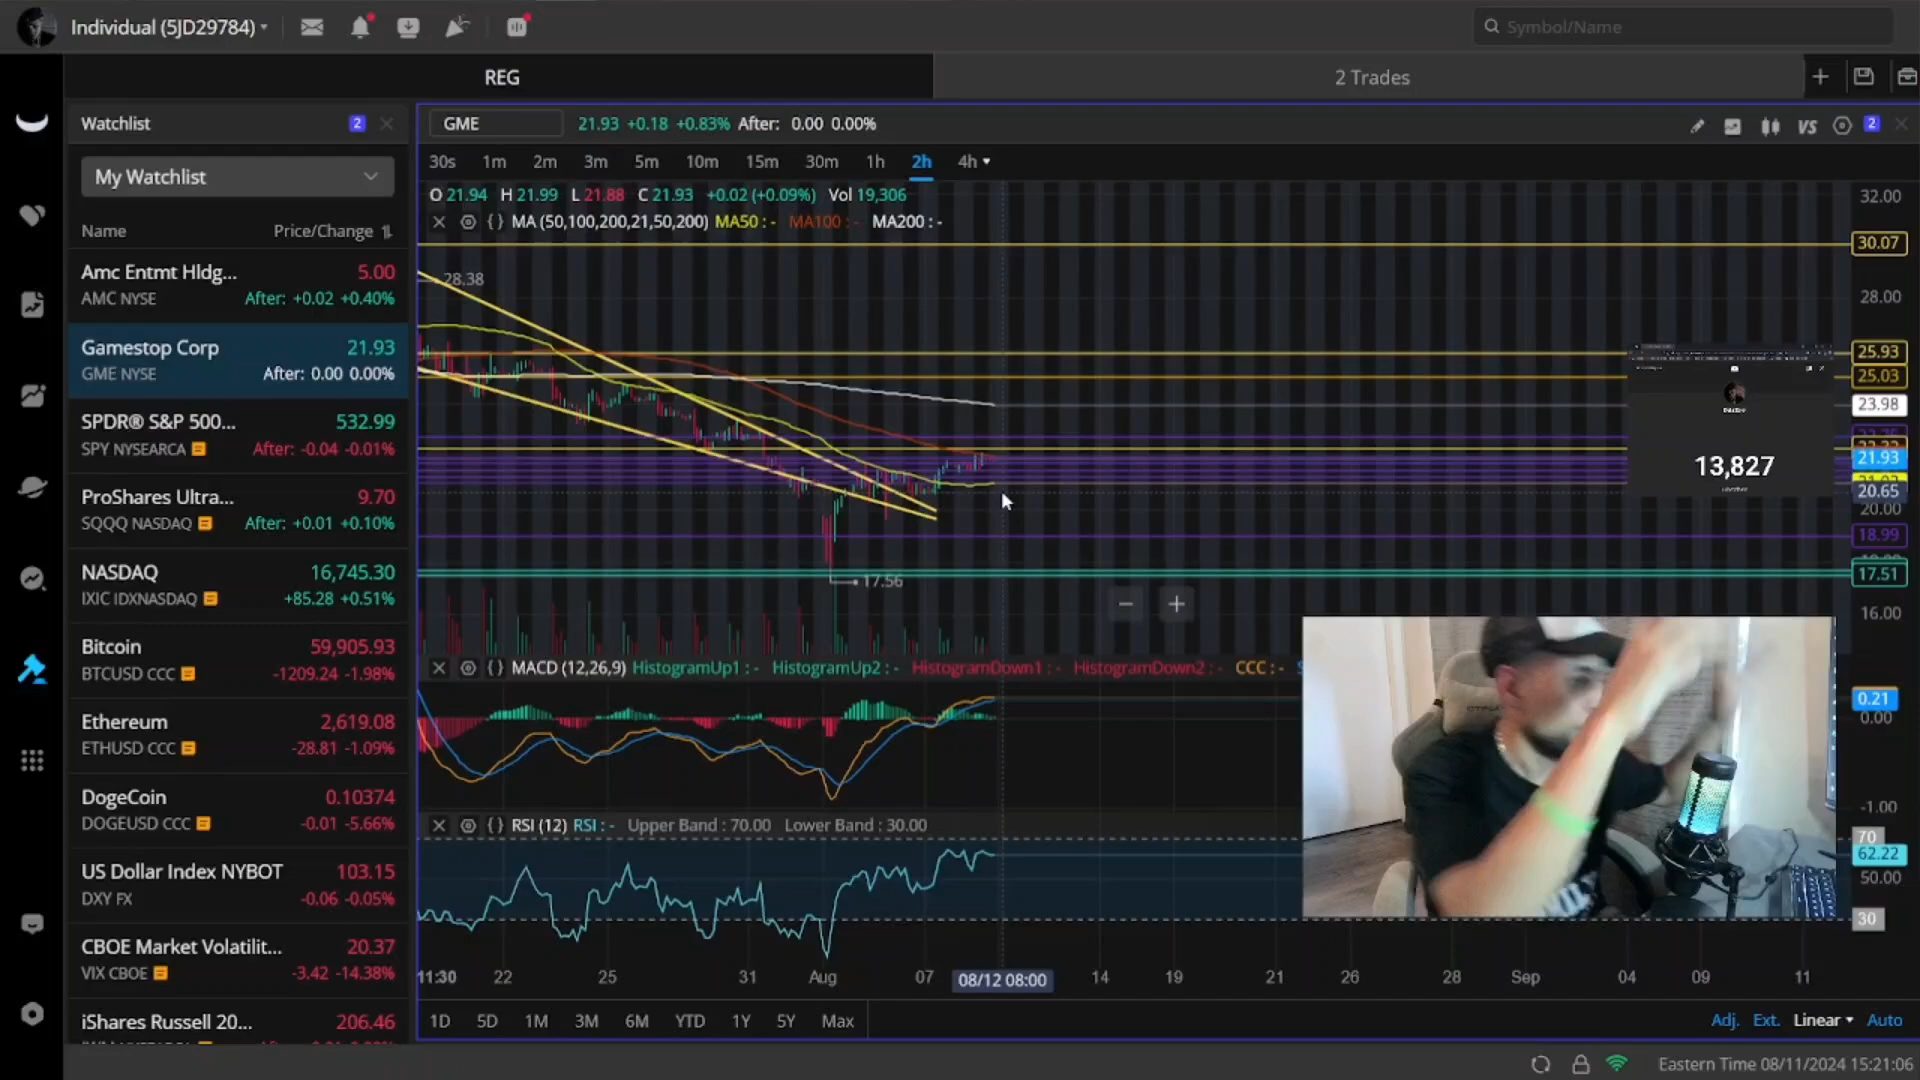 Individual (5JD29784)
Symbol/Name
REG
2 Trades
Watchlist 2
My Watchlist
Name Price/Change
Amc Entmt Hldg... 5.00
AMC NYSE After: +0.02 +0.40%
Gamestop Corp 21.93
GME NYSE After: 0.00 0.00%
SPDR® S&P 500... 532.99
SPY NYSEARCA After: -0.04 -0.01%
ProShares Ultra... 9.70
SQQQ NASDAQ After: +0.01 +0.10%
NASDAQ 16,745.30
IXIC IDXNASDAQ +85.28 +0.51%
Bitcoin 59,905.93
BTCUSD CCC -1209.24 -1.98%
Ethereum 2,619.08
ETHUSD CCC -28.81 -1.09%
DogeCoin 0.10374
DOGEUSD CCC -0.01 -5.66%
US Dollar Index NYBOT 103.15
DXY FX -0.06 -0.05%
CBOE Market Volatilit... 20.37
VIX CBOE -3.42 -14.38%
iShares Russell 20... 206.46
GME 21.93 +0.18 +0.83% After: 0.00 0.00%
VS 2
30s 1m 2m 3m 5m 10m 15m 30m 1h 2h 4h
O 21.94 H 21.99 L 21.88 C 21.93 +0.02 (+0.09%) Vol 19,306
MA (50,100,200,21,50,200) MA50 : - MA100 : - MA200 : -
32.00
30.07
28.38
28.00
25.93
25.03
23.98
21.93
20.65
20.00
18.99
17.51
17.56
16.00
13,827
MACD (12,26,9) HistogramUp1 : - HistogramUp2 : - HistogramDown1 : - HistogramDown2 : - CCC : -
0.21
0.00
-1.00
RSI (12) RSI : - Upper Band : 70.00 Lower Band : 30.00
70
62.22
50.00
30
11:30 22 25 31 Aug 07 08/12 08:00 14 19 21 26 28 Sep 04 09 11
1D 5D 1M 3M 6M YTD 1Y 5Y Max
Adj. Ext. Linear Auto
Eastern Time 08/11/2024 15:21:06